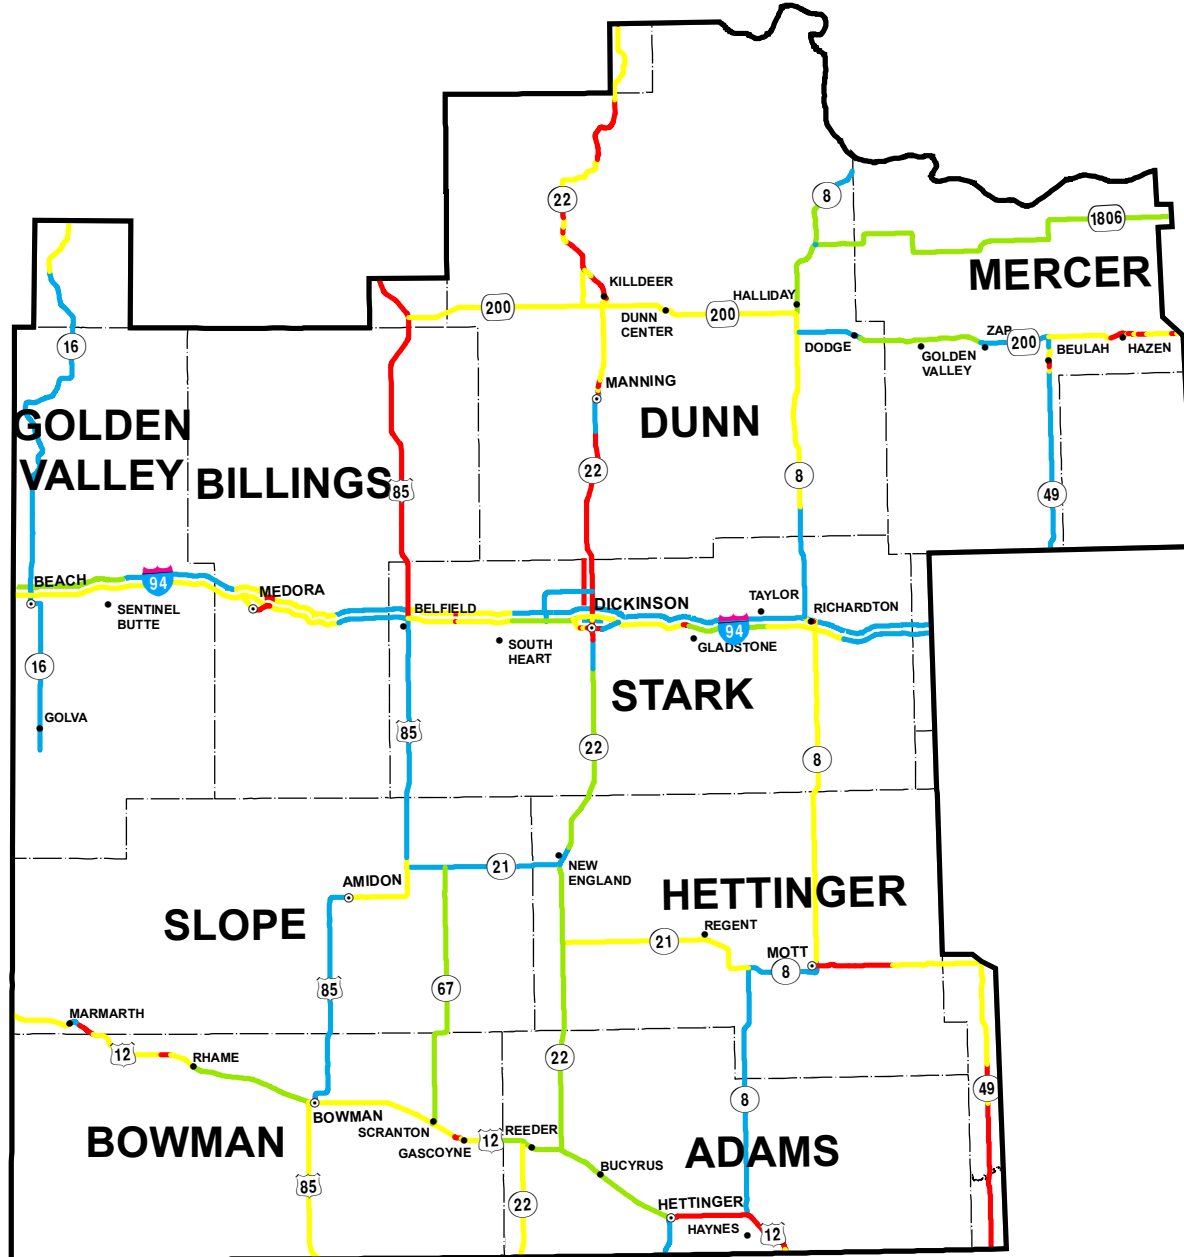 22
8
1806
MERCER
KILLDEER
HALLIDAY
200
DUNN
CENTER
200
16
DODGE
GOLDEN
VALLEY
ZAP
200
BEULAH
HAZEN
MANNING
GOLDEN
VALLEY
DUNN
BILLINGS
85
22
8
49
BEACH
94
MEDORA
SENTINEL
BUTTE
BELFIELD
DICKINSON
TAYLOR
RICHARDTON
94
SOUTH
HEART
GLADSTONE
16
STARK
GOLVA
85
22
8
21
NEW
ENGLAND
AMIDON
HETTINGER
SLOPE
REGENT
21
MOTT
8
85
67
MARMARTH
12
RHAME
22
49
8
BOWMAN
SCRANTON
GASCOYNE
12
REEDER
BOWMAN
ADAMS
BUCYRUS
85
22
HETTINGER
HAYNES
12